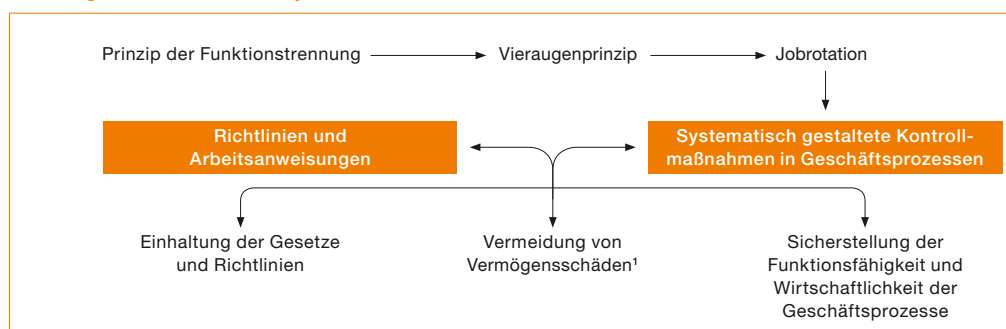 Prinzip der Funktionstrennung
Vieraugenprinzip
Jobrotation
Richtlinien und
Arbeitsanweisungen
Systematisch gestaltete Kontroll-
maßnahmen in Geschäftsprozessen
Einhaltung der Gesetze
und Richtlinien
Vermeidung von
Vermögensschäden¹
Sicherstellung der
Funktionsfähigkeit und
Wirtschaftlichkeit der
Geschäftsprozesse